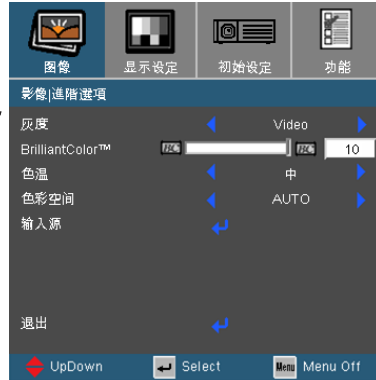 图像 显示设定 初始设定 功能
影像|進階選項
灰度 Video
BrilliantColor™ BC BC 10
色温 中
色彩空间 AUTO
输入源
退出
UpDown Select Menu Menu Off